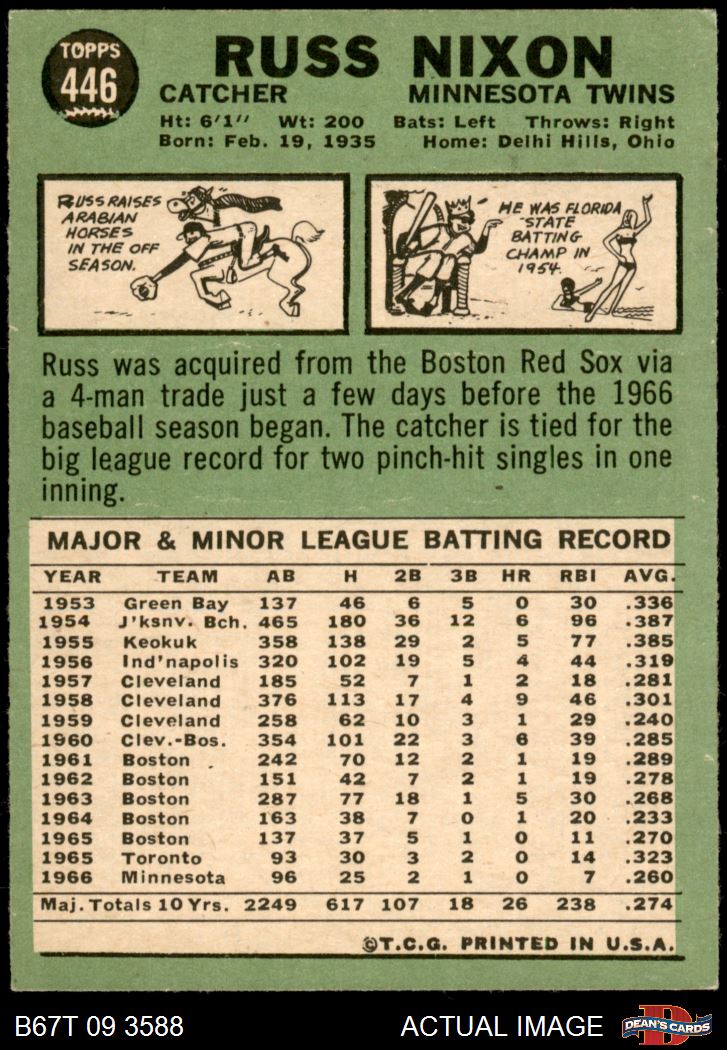 TOPPS
446
RUSS NIXON
CATCHER MINNESOTA TWINS
Ht: 6'1" Wt: 200 Bats: Left Throws: Right
Born: Feb. 19, 1935 Home: Delhi Hills, Ohio
RUSS RAISES
ARABIAN
HORSES
IN THE OFF
SEASON.
HE WAS FLORIDA
STATE
BATTING
CHAMP IN
1954.
Russ was acquired from the Boston Red Sox via
a 4-man trade just a few days before the 1966
baseball season began. The catcher is tied for the
big league record for two pinch-hit singles in one
inning.
MAJOR & MINOR LEAGUE BATTING RECORD
YEAR TEAM AB H 2B 3B HR RBI AVG.
1953 Green Bay 137 46 6 5 0 30 .336
1954 J'ksnv. Bch. 465 180 36 12 6 96 .387
1955 Keokuk 358 138 29 2 5 77 .385
1956 Ind'napolis 320 102 19 5 4 44 .319
1957 Cleveland 185 52 7 1 2 18 .281
1958 Cleveland 376 113 17 4 9 46 .301
1959 Cleveland 258 62 10 3 1 29 .240
1960 Clev.-Bos. 354 101 22 3 6 39 .285
1961 Boston 242 70 12 2 1 19 .289
1962 Boston 151 42 7 2 1 19 .278
1963 Boston 287 77 18 1 5 30 .268
1964 Boston 163 38 7 0 1 20 .233
1965 Boston 137 37 5 1 0 11 .270
1965 Toronto 93 30 3 2 0 14 .323
1966 Minnesota 96 25 2 1 0 7 .260
Maj. Totals 10 Yrs. 2249 617 107 18 26 238 .274
©T.C.G. PRINTED IN U.S.A.
B67T 09 3588 ACTUAL IMAGE
D
DEAN'S CARDS